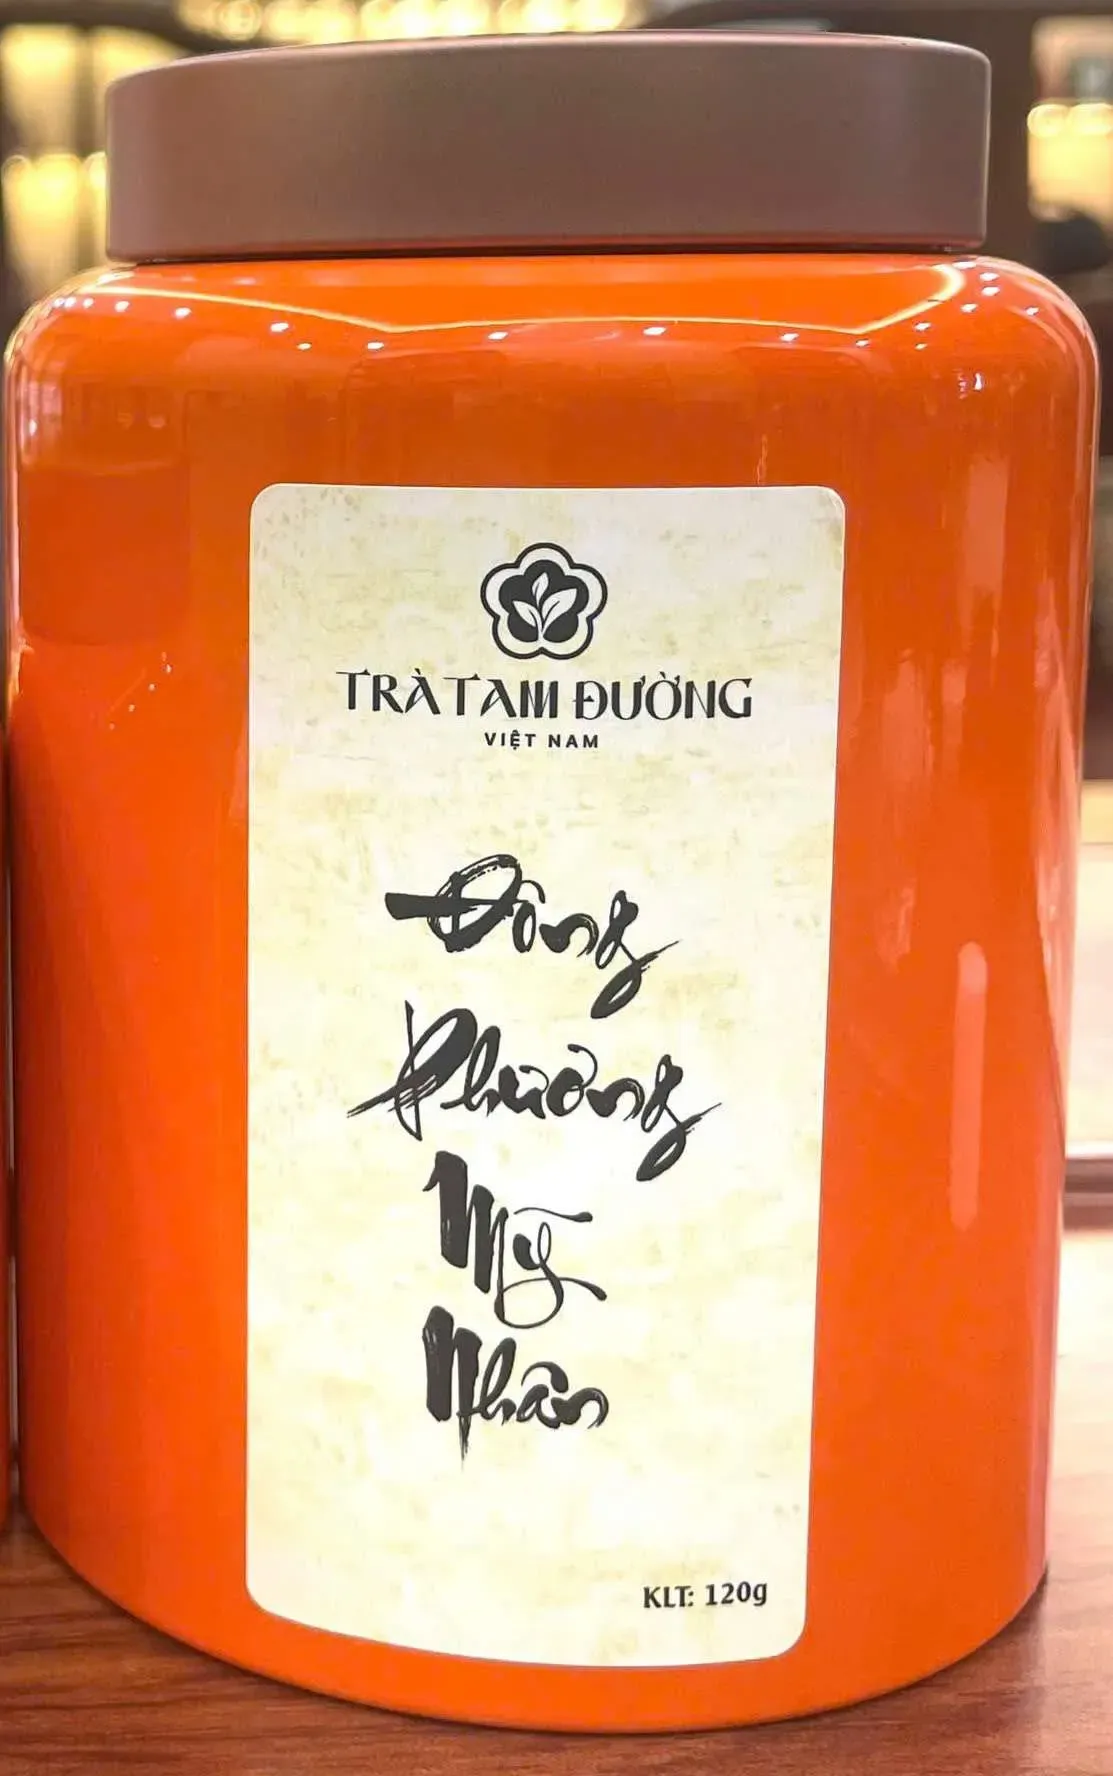 TRÀ TAM ĐƯỜNG
VIỆT NAM
Đông
Phương
Mỹ
Nhân
KLT: 120g